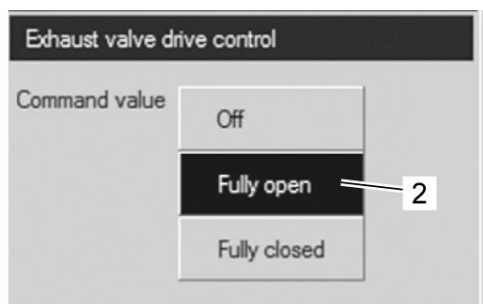 Exhaust valve drive control
Command value
Off
Fully open
2
Fully closed